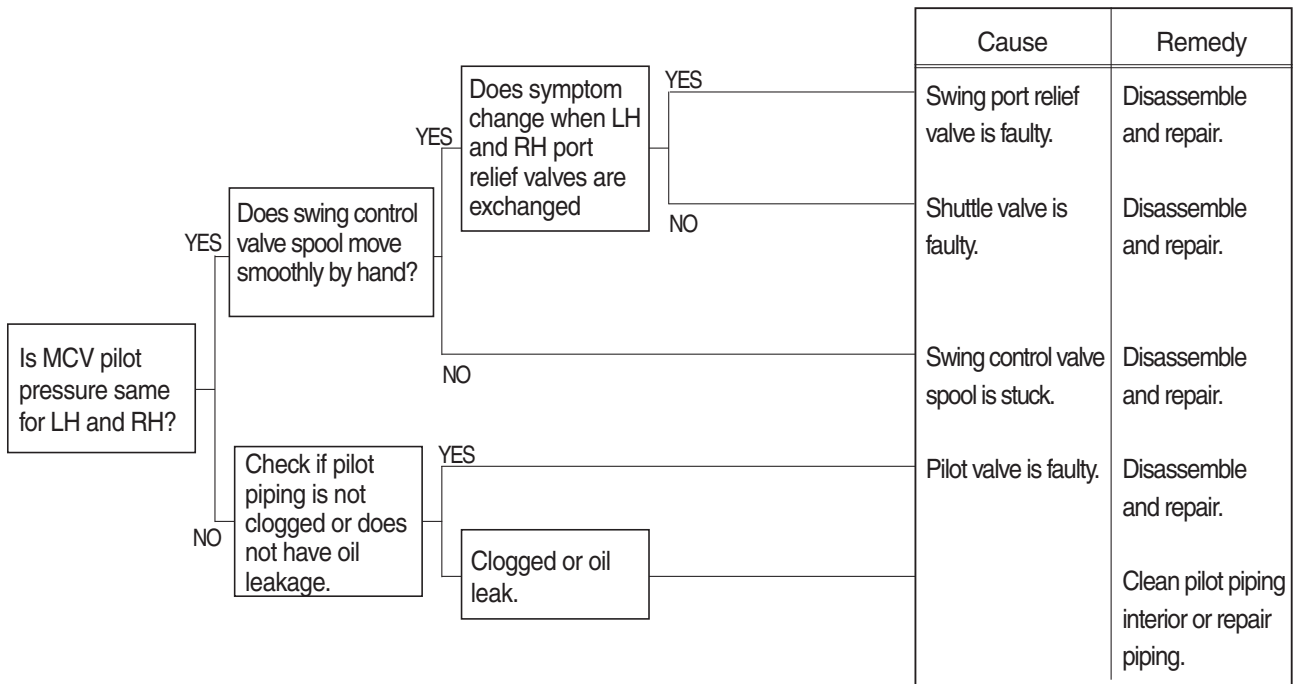 Is MCV pilot
pressure same
for LH and RH?
YES
NO
Does swing control
valve spool move
smoothly by hand?
YES
NO
Does symptom
change when LH
and RH port
relief valves are
exchanged
YES
NO
Check if pilot
piping is not
clogged or does
not have oil
leakage.
YES
Clogged or oil
leak.
Cause
Remedy
Swing port relief
valve is faulty.
Disassemble
and repair.
Shuttle valve is
faulty.
Disassemble
and repair.
Swing control valve
spool is stuck.
Disassemble
and repair.
Pilot valve is faulty.
Disassemble
and repair.
Clean pilot piping
interior or repair
piping.